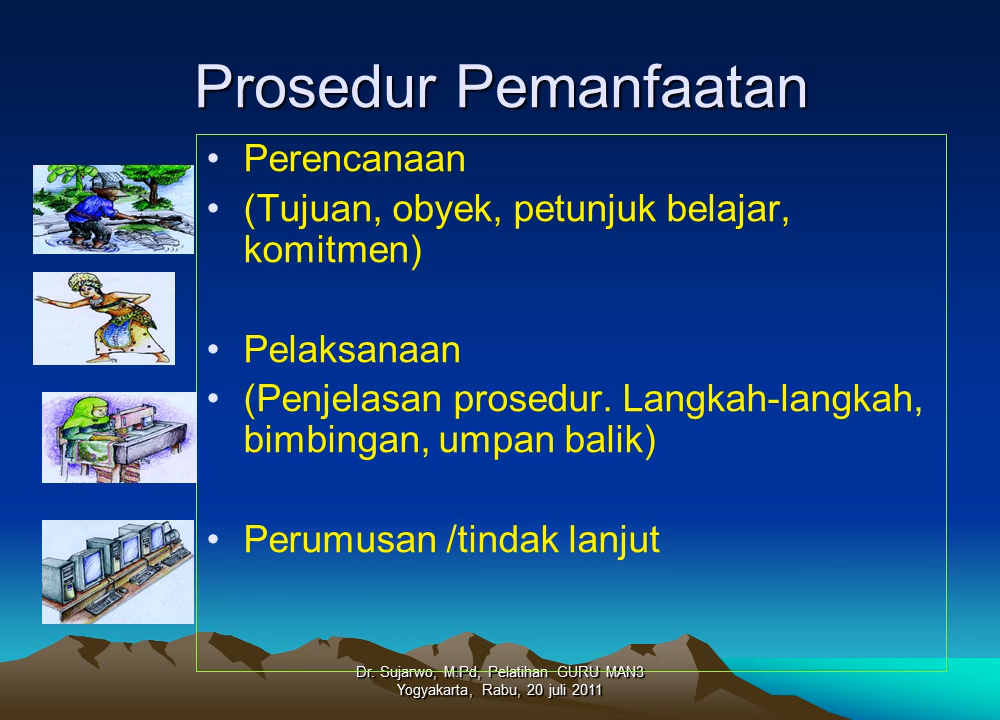 Prosedur Pemanfaatan
• Perencanaan
• (Tujuan, obyek, petunjuk belajar,
komitmen)
• Pelaksanaan
• (Penjelasan prosedur. Langkah-langkah,
bimbingan, umpan balik)
• Perumusan /tindak lanjut
Dr. Sujarwo, M.Pd, Pelatihan GURU MAN3
Yogyakarta, Rabu, 20 juli 2011